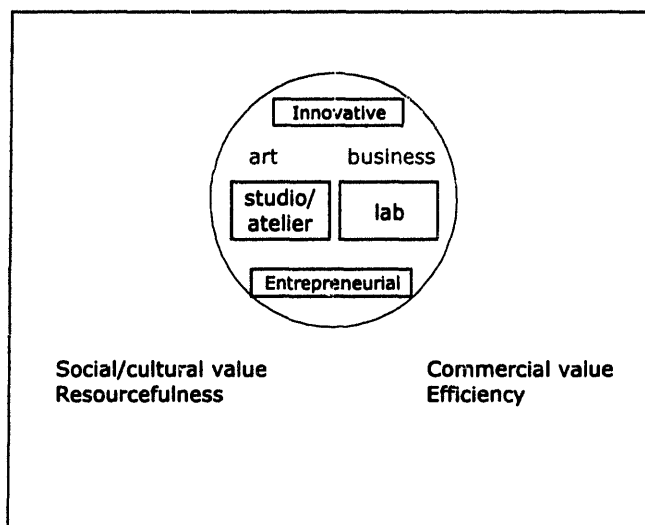 Innovative
art business
studio/
atelier
lab
Entrepreneurial
Social/cultural value
Resourcefulness
Commercial value
Efficiency